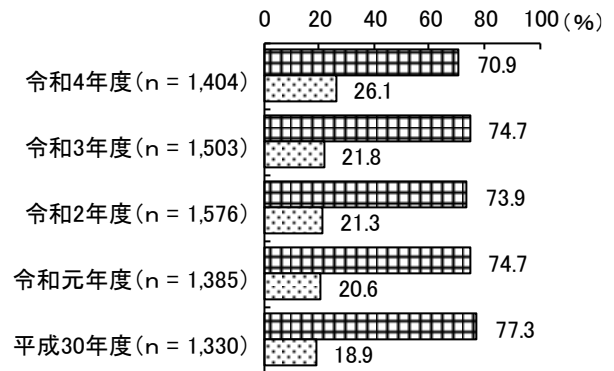 0 20 40 60 80 100 (%)
令和4年度(n = 1,404) 70.9
26.1
令和3年度(n = 1,503) 74.7
21.8
令和2年度(n = 1,576) 73.9
21.3
令和元年度(n = 1,385) 74.7
20.6
平成30年度(n = 1,330) 77.3
18.9